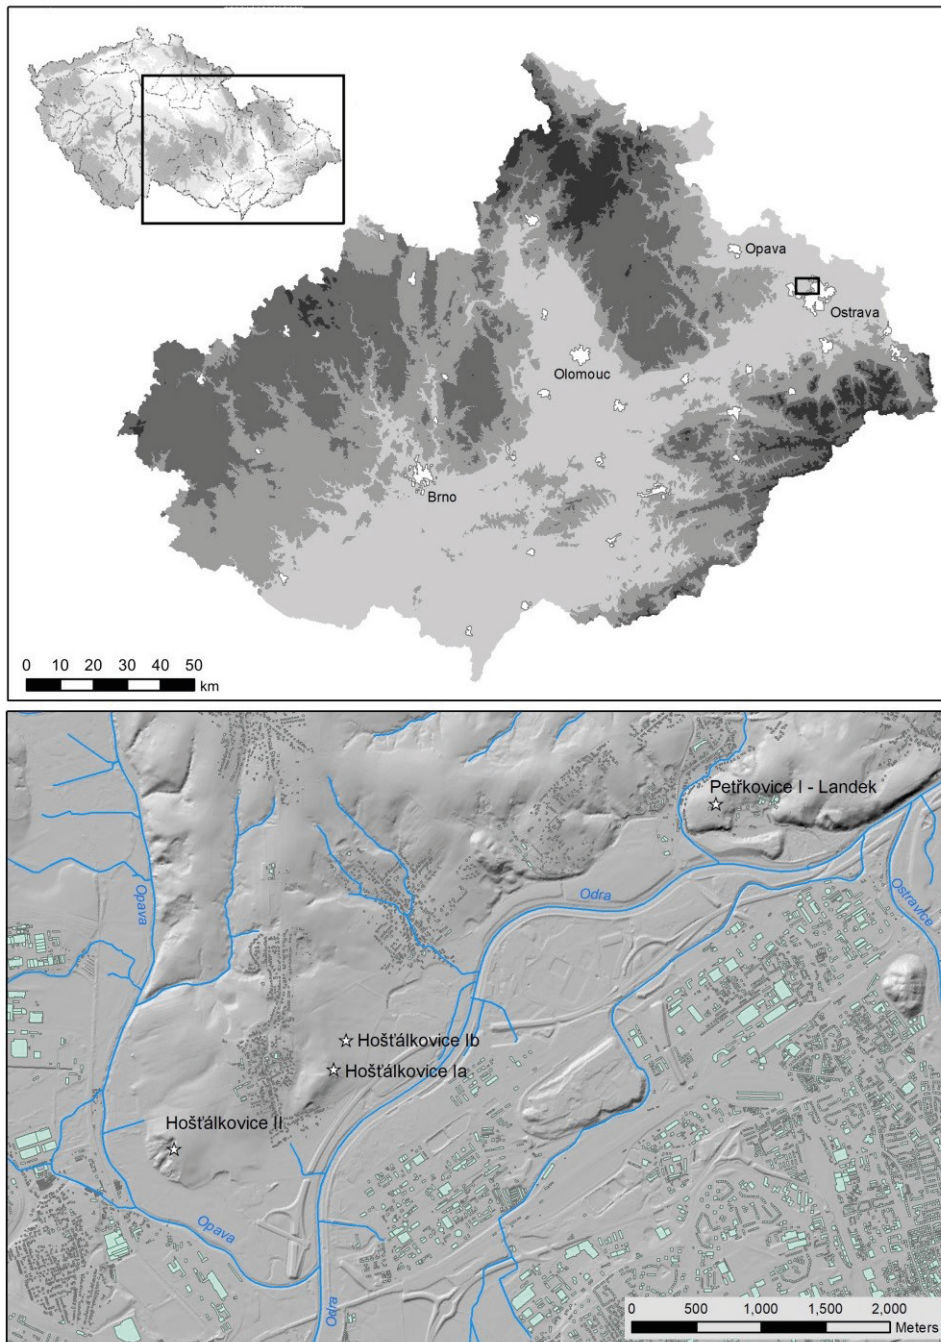 Opava
Ostrava
Olomouc
Brno
0 10 20 30 40 50
km
Petřkovice I - Landek
Opava
Odra
Ostravice
Hošťálkovice Ib
Hošťálkovice Ia
Hošťálkovice II
Opava
Odra
0 500 1,000 1,500 2,000
Meters